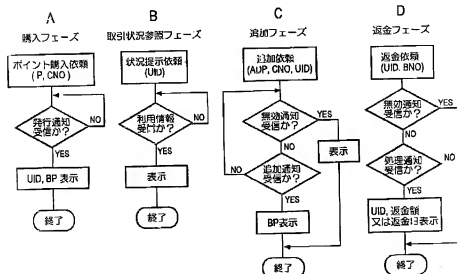 A
購入フェーズ
ポイント購入依頼
(P, CNO)
発行通知
受信か?
NO
YES
UID, BP 表示
終了
B
取引状況参照フェーズ
状況提示依頼
(UID)
利用情報
受信か?
NO
YES
表示
終了
C
追加フェーズ
追加依頼
(ADP, CNO, UID)
無効通知
受信か?
YES
NO
表示
追加通知
受信か?
NO
YES
BP表示
終了
D
返金フェーズ
返金依頼
(UID, BNO)
無効通知
受信か?
YES
NO
処理通知
受信か?
NO
YES
UID, 返金額
又は返金日表示
終了